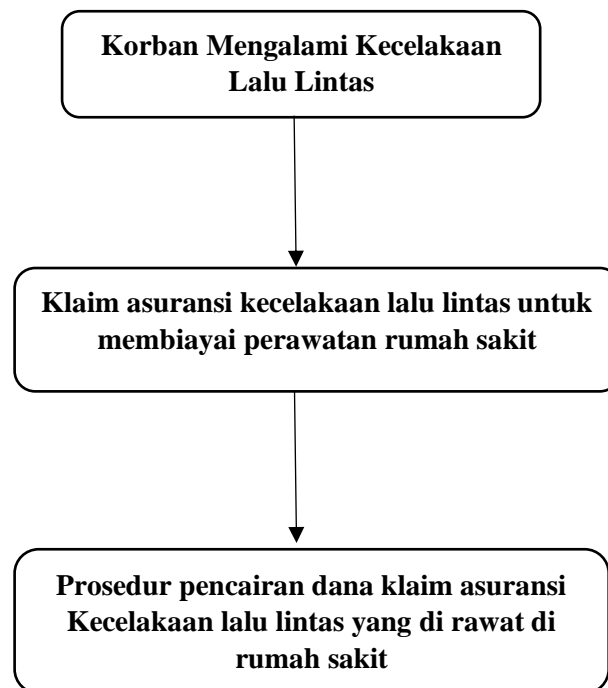 Korban Mengalami Kecelakaan
Lalu Lintas
Klaim asuransi kecelakaan lalu lintas untuk
membiayai perawatan rumah sakit
Prosedur pencairan dana klaim asuransi
Kecelakaan lalu lintas yang di rawat di
rumah sakit